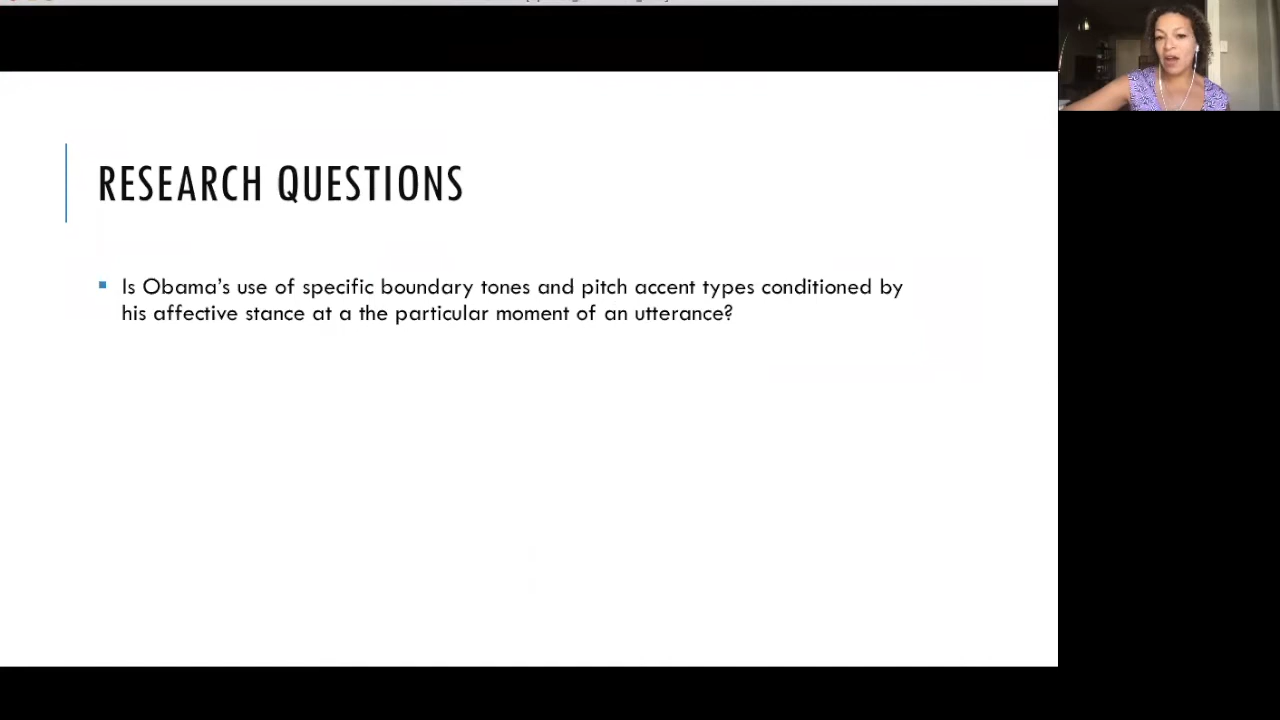 RESEARCH QUESTIONS
Is Obama's use of specific boundary tones and pitch accent types conditioned by
his affective stance at a the particular moment of an utterance?